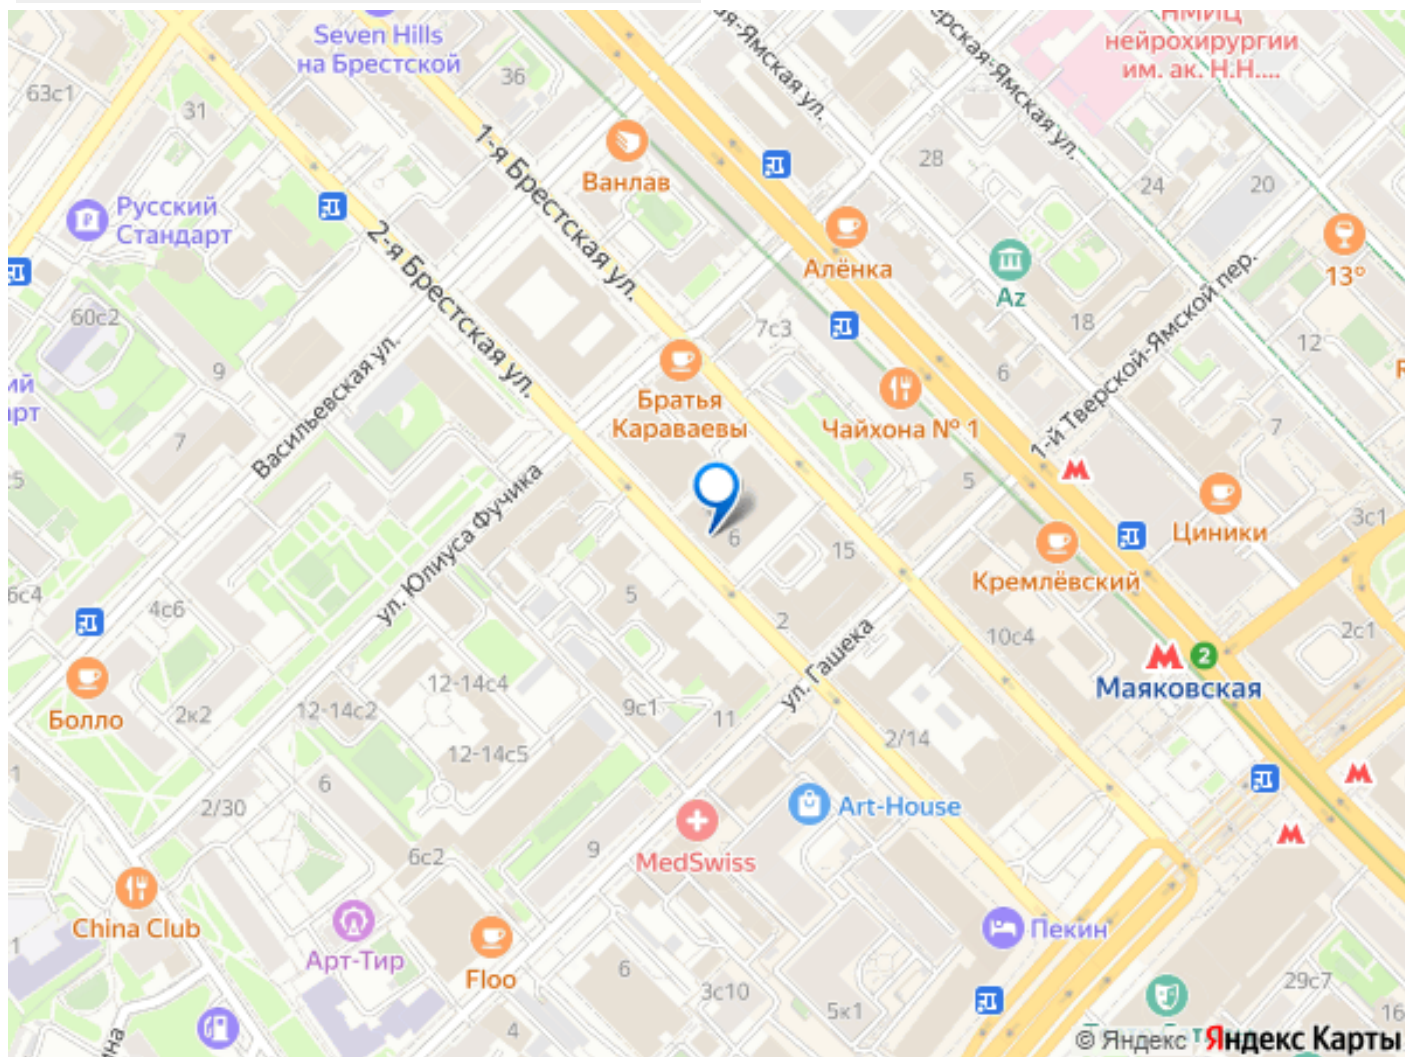 Seven Hills
на Брестской
36
63с1
31
ая-Ямская ул.
ерская-Ямская ул.
НМИЦ
нейрохирургии
им. ак. Н.Н....
Русский
Стандарт
1-я Брестская ул.
Ванлав
28
24
20
2-я Брестская ул.
Алёнка
Az
13°
60с2
9
7с3
18
6
12
Васильевская ул.
Братья
Караваевы
Чайхона № 1
1-й Тверской-Ямской пер.
7
7
5
ул. Юлиуса Фучика
6
15
Циники
3с1
Кремлёвский
6с4
4с6
5
2
10с4
2с1
ул. Гашека
2
Маяковская
Болло
2к2
12-14с4
12-14с2
9с1
11
12-14с5
2/14
6
2/30
Art-House
6с2
9
MedSwiss
China Club
Арт-Тир
Floo
Пекин
6
3с10
5к1
4
29с7
16
© Яндекс Яндекс Карты